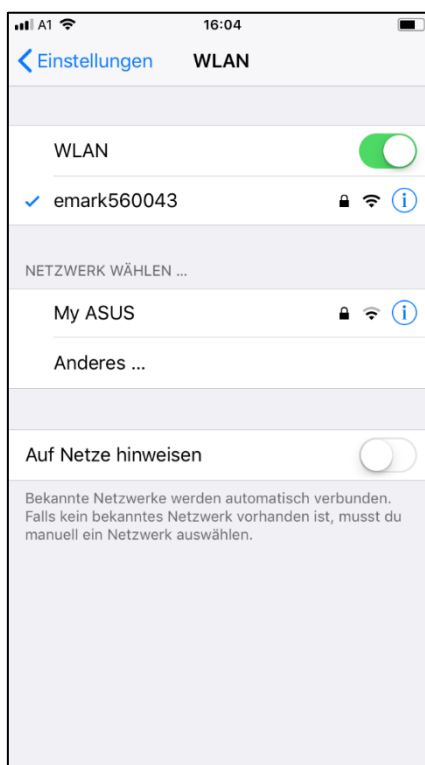 A1 16:04
Einstellungen WLAN
WLAN
emark560043
NETZWERK WÄHLEN ...
My ASUS
Anderes ...
Auf Netze hinweisen
Bekannte Netzwerke werden automatisch verbunden.
Falls kein bekanntes Netzwerk vorhanden ist, musst du
manuell ein Netzwerk auswählen.